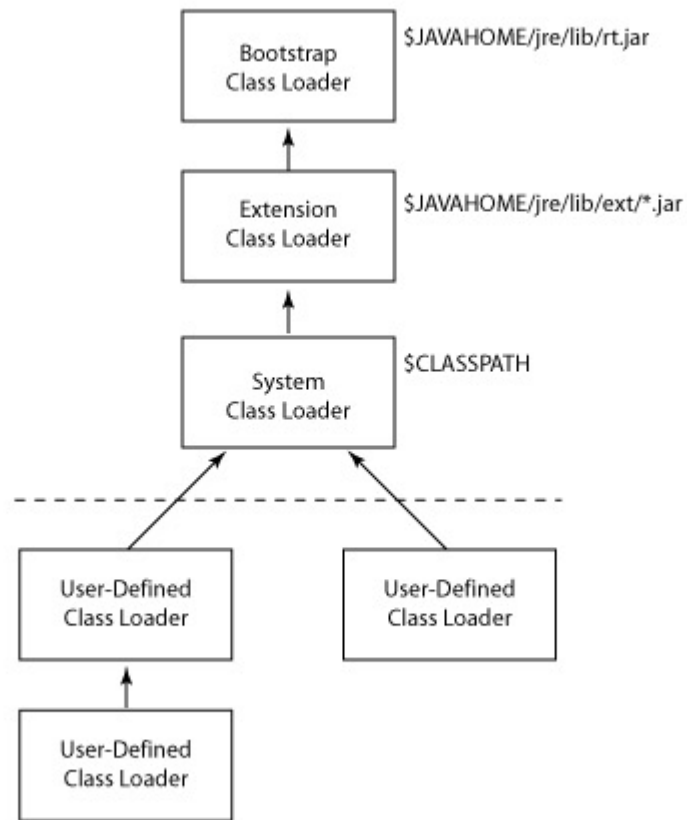 Bootstrap
Class Loader
$JAVAHOME/jre/lib/rt.jar
Extension
Class Loader
$JAVAHOME/jre/lib/ext/*.jar
System
Class Loader
$CLASSPATH
User-Defined
Class Loader
User-Defined
Class Loader
User-Defined
Class Loader